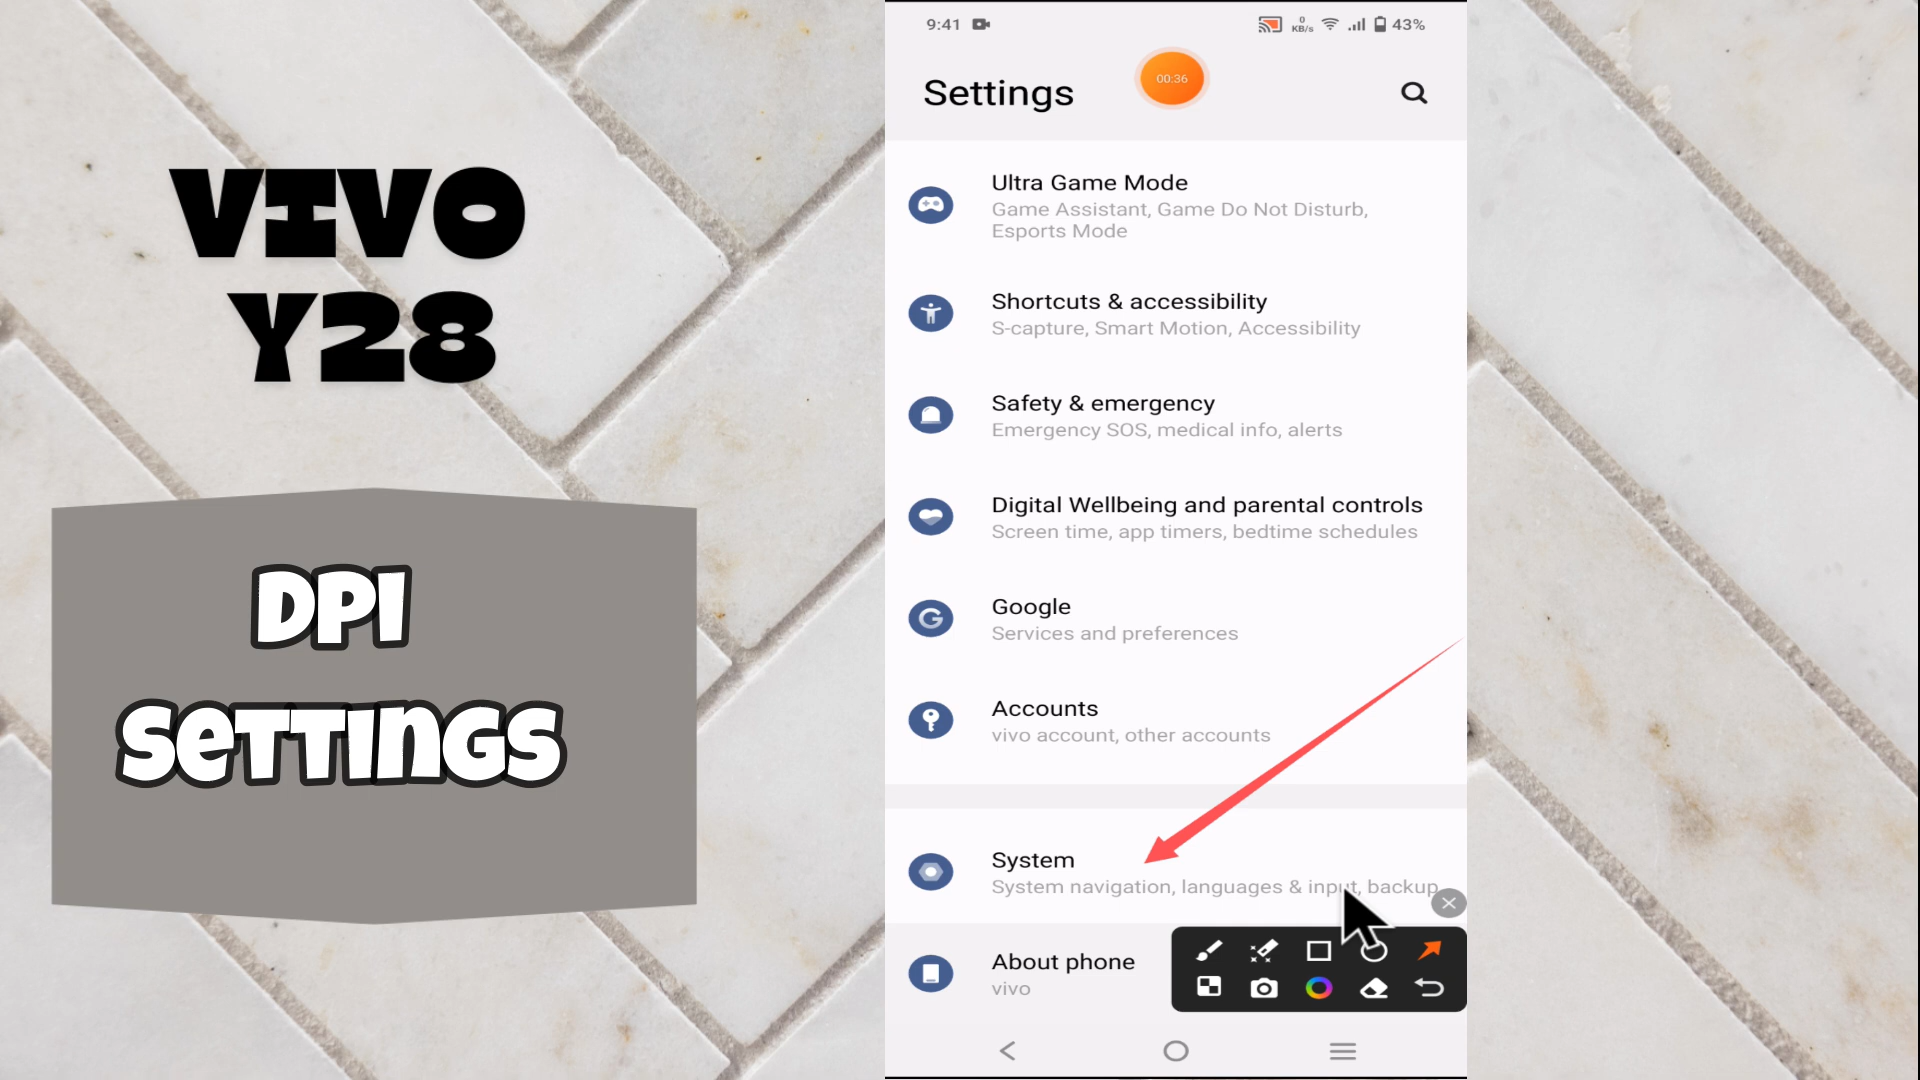 VIVO
Y28
DPI
SETTINGS
9:41
0
KB/s
43%
Settings
00:36
Ultra Game Mode
Game Assistant, Game Do Not Disturb,
Esports Mode
Shortcuts & accessibility
S-capture, Smart Motion, Accessibility
Safety & emergency
Emergency SOS, medical info, alerts
Digital Wellbeing and parental controls
Screen time, app timers, bedtime schedules
Google
Services and preferences
Accounts
vivo account, other accounts
System
System navigation, languages & input, backup
About phone
vivo